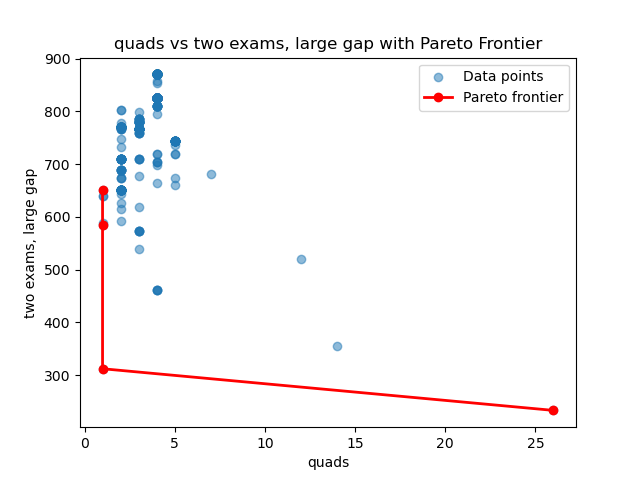 quads vs two exams, large gap with Pareto Frontier
Data points
Pareto frontier
two exams, large gap
900
800
700
600
500
400
300
0 5 10 15 20 25
quads